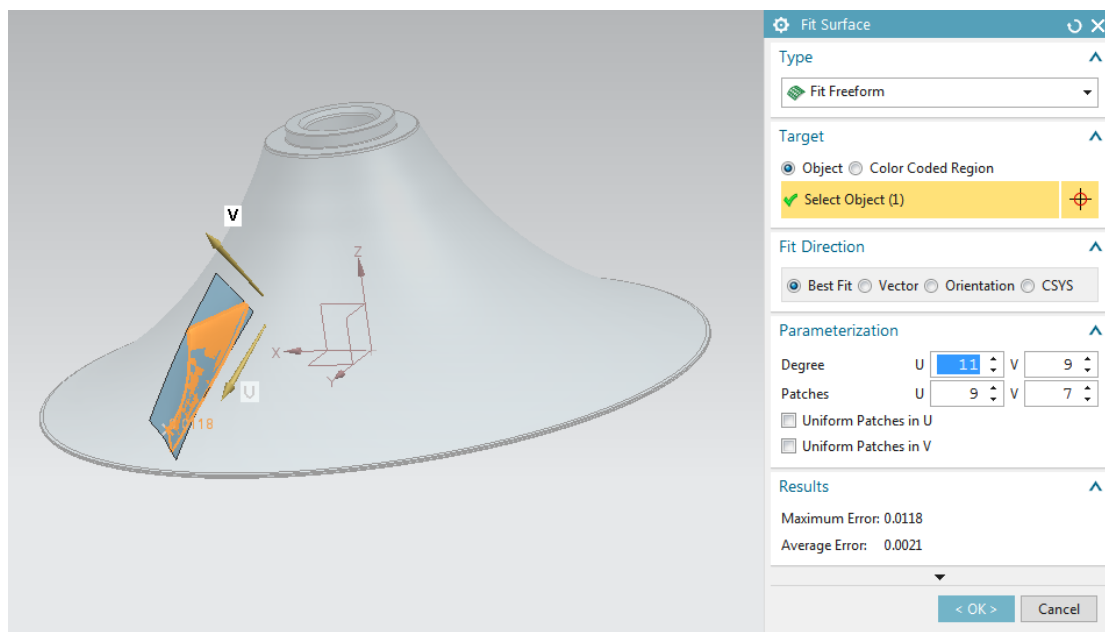 Fit Surface
Type
Fit Freeform
Target
Object Color Coded Region
Select Object (1)
Fit Direction
Best Fit Vector Orientation CSYS
Parameterization
Degree U 11 V 9
Patches U 9 V 7
Uniform Patches in U
Uniform Patches in V
Results
Maximum Error: 0.0118
Average Error: 0.0021
< OK > Cancel
V
Z
X
Y
U